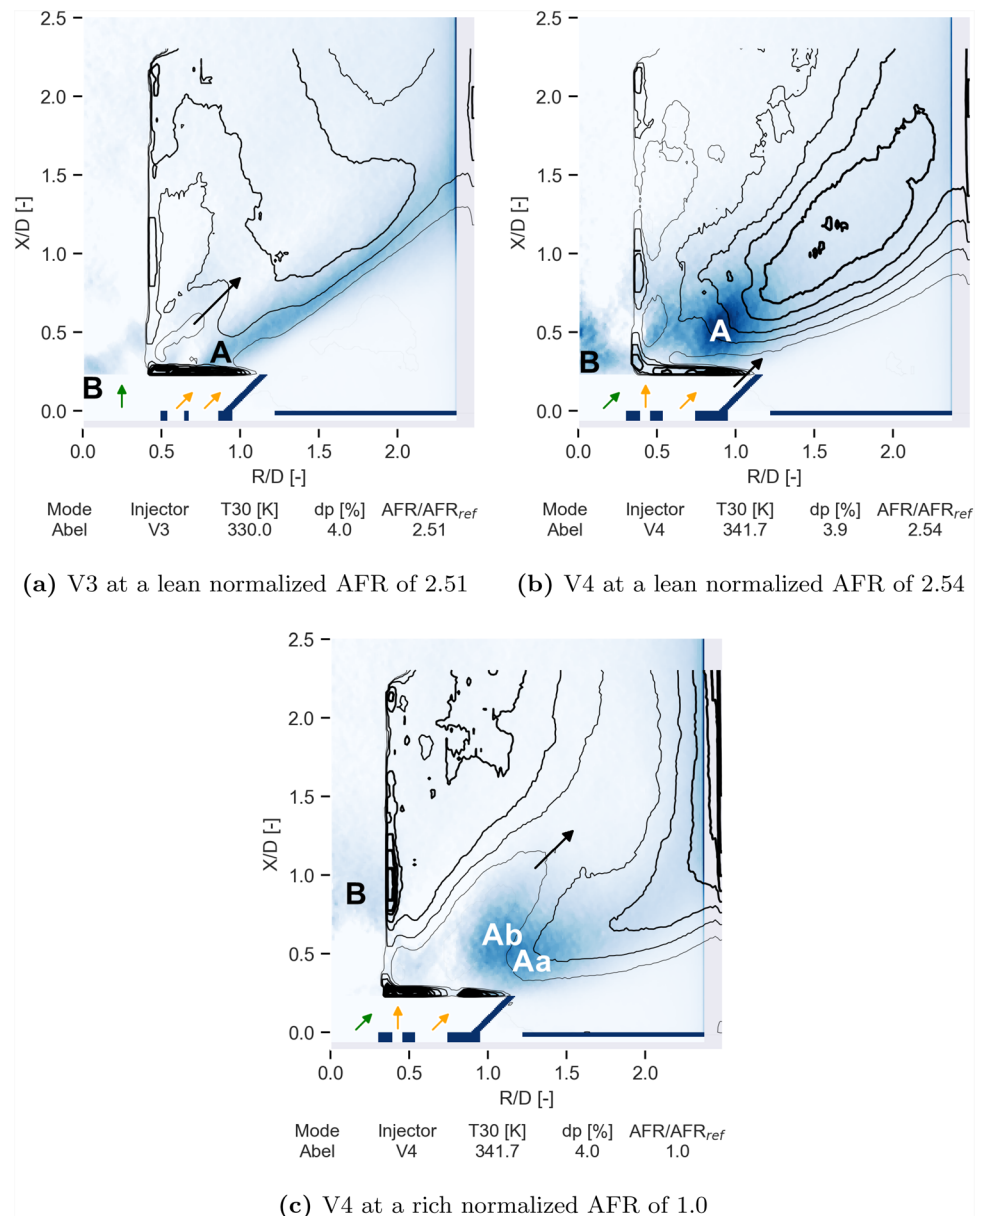 2.5
2.0
1.5
1.0
0.5
0.0
X/D [-]
A
B
0.0 0.5 1.0 1.5 2.0
R/D [-]
Mode Injector T30 [K] dp [%] AFR/AFRref
Abel V3 330.0 4.0 2.51
(a) V3 at a lean normalized AFR of 2.51
2.5
2.0
1.5
1.0
0.5
0.0
X/D [-]
A
B
0.0 0.5 1.0 1.5 2.0
R/D [-]
Mode Injector T30 [K] dp [%] AFR/AFRref
Abel V4 341.7 3.9 2.54
(b) V4 at a lean normalized AFR of 2.54
2.5
2.0
1.5
1.0
0.5
0.0
X/D [-]
B
Ab
Aa
0.0 0.5 1.0 1.5 2.0
R/D [-]
Mode Injector T30 [K] dp [%] AFR/AFRref
Abel V4 341.7 4.0 1.0
(c) V4 at a rich normalized AFR of 1.0